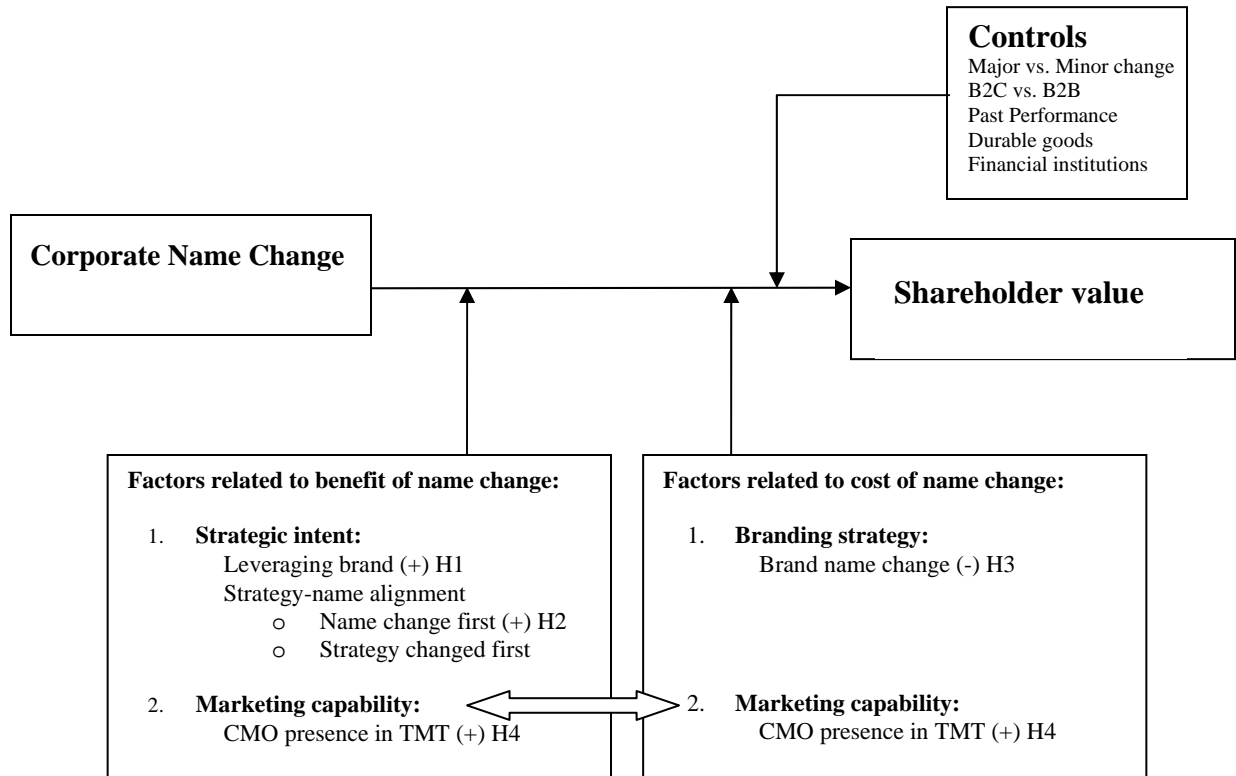 Controls
Major vs. Minor change
B2C vs. B2B
Past Performance
Durable goods
Financial institutions
Corporate Name Change
Shareholder value
Factors related to benefit of name change:
1. Strategic intent:
Leveraging brand (+) H1
Strategy-name alignment
o Name change first (+) H2
o Strategy changed first
2. Marketing capability:
CMO presence in TMT (+) H4
Factors related to cost of name change:
1. Branding strategy:
Brand name change (-) H3
2. Marketing capability:
CMO presence in TMT (+) H4